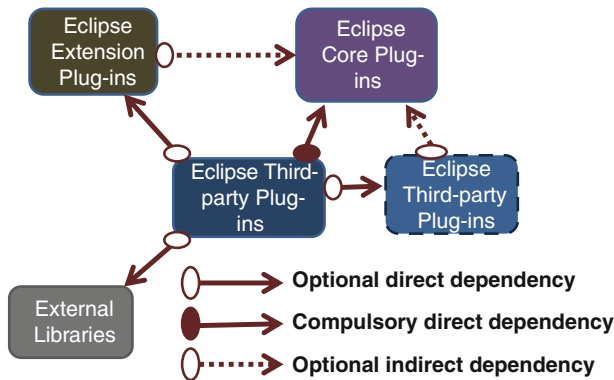 Eclipse
Extension
Plug-ins
Eclipse
Core Plug-
ins
Eclipse Third-
party Plug-
ins
Eclipse
Third-party
Plug-ins
External
Libraries
Optional direct dependency
Compulsory direct dependency
Optional indirect dependency